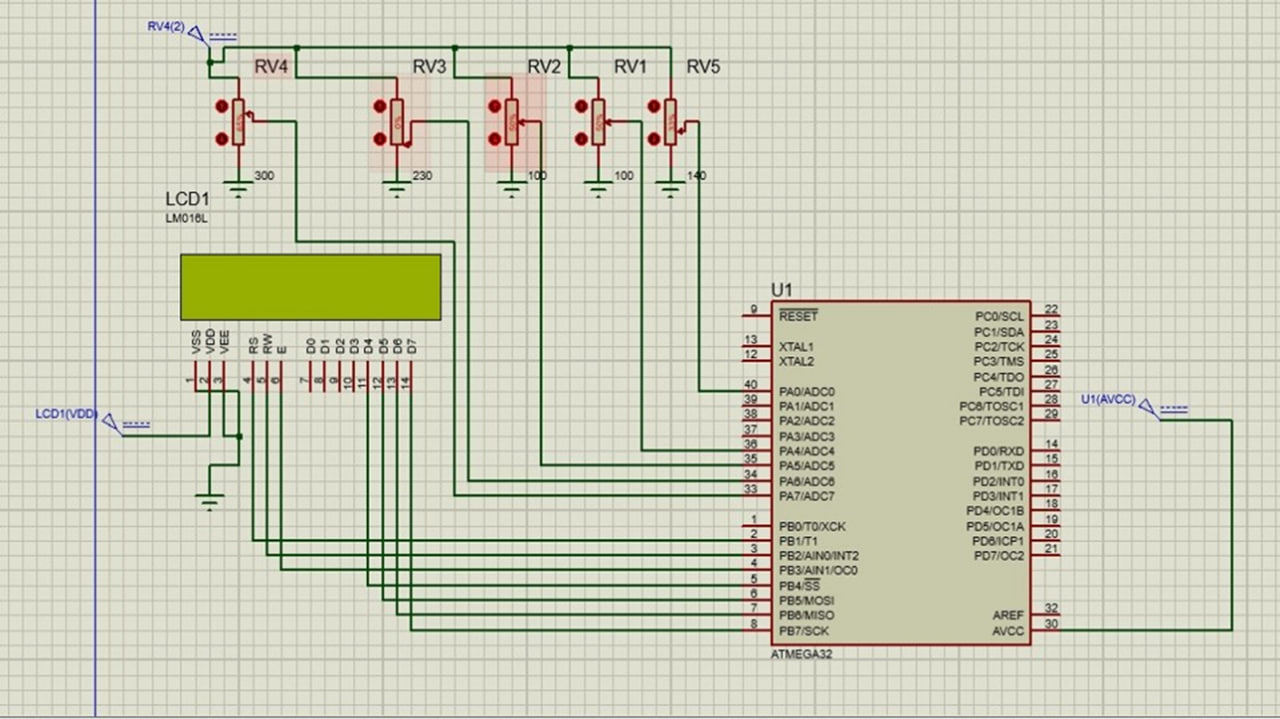 RV4(2)
RV4
RV3
RV2
RV1
RV5
300
230
100
100
140
LCD1
LM016L
VSS
VDD
VEE
RS
RW
E
D0
D1
D2
D3
D4
D5
D6
D7
1
2
3
4
5
6
7
8
9
10
11
12
13
14
LCD1(VDD)
U1
9 RESET
13 XTAL1
12 XTAL2
40 PA0/ADC0
39 PA1/ADC1
38 PA2/ADC2
37 PA3/ADC3
36 PA4/ADC4
35 PA5/ADC5
34 PA6/ADC6
33 PA7/ADC7
1 PB0/T0/XCK
2 PB1/T1
3 PB2/AIN0/INT2
4 PB3/AIN1/OC0
5 PB4/SS
6 PB5/MOSI
7 PB6/MISO
8 PB7/SCK
PC0/SCL 22
PC1/SDA 23
PC2/TCK 24
PC3/TMS 25
PC4/TDO 26
PC5/TDI 27
PC6/TOSC1 28
PC7/TOSC2 29
PD0/RXD 14
PD1/TXD 15
PD2/INT0 16
PD3/INT1 17
PD4/OC1B 18
PD5/OC1A 19
PD6/ICP1 20
PD7/OC2 21
AREF 32
AVCC 30
ATMEGA32
U1(AVCC)